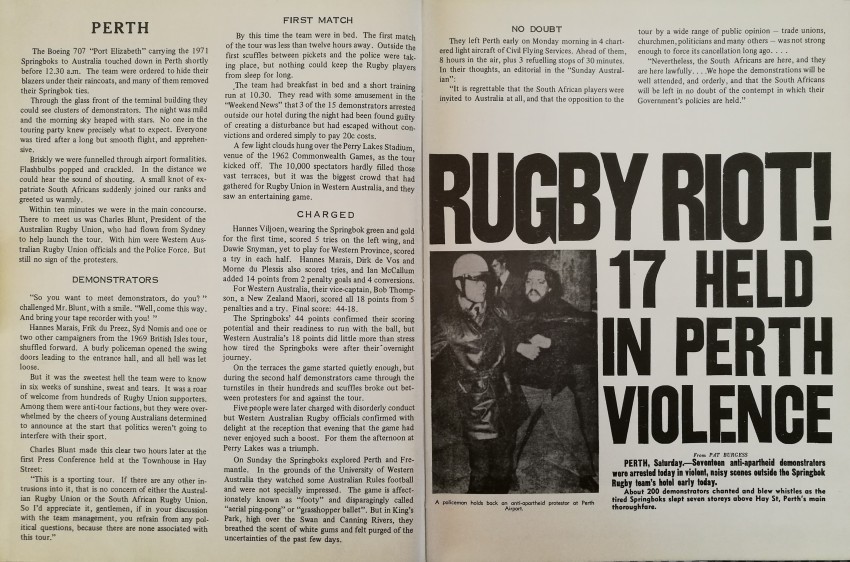 PERTH
The Boeing 707 "Port Elizabeth" carrying the 1971
Springboks to Australia touched down in Perth shortly
before 12.30 a.m. The team were ordered to hide their
blazers under their raincoats, and many of them removed
their Springbok ties.
Through the glass front of the terminal building they
could see clusters of demonstrators. The night was mild
and the morning sky heaped with stars. No one in the
touring party knew precisely what to expect. Everyone
was tired after a long but smooth flight, and apprehen-
sive.
Briskly we were funnelled through airport formalities.
Flashbulbs popped and crackled. In the distance we
could hear the sound of shouting. A small knot of ex-
patriate South Africans suddenly joined our ranks and
greeted us warmly.
Within ten minutes we were in the main concourse.
There to meet us was Charles Blunt, President of the
Australian Rugby Union, who had flown from Sydney
to help launch the tour. With him were Western Aus-
tralian Rugby Union officials and the Police Force. But
still no sign of the protesters.
DEMONSTRATORS
"So you want to meet demonstrators, do you?"
challenged Mr. Blunt, with a smile. "Well, come this way.
And bring your tape recorder with you!"
Hannes Marais, Frik du Preez, Syd Nomis and one or
two other campaigners from the 1969 British Isles tour,
shuffled forward. A burly policeman opened the swing
doors leading to the entrance hall, and all hell was let
loose.
But it was the sweetest hell the team were to know
in six weeks of sunshine, sweat and tears. It was a roar
of welcome from hundreds of Rugby Union supporters.
Among them were anti-tour factions, but they were over-
whelmed by the cheers of young Australians determined
to announce at the start that politics weren't going to
interfere with their sport.
Charles Blunt made this clear two hours later at the
first Press Conference held at the Townhouse in Hay
Street:
"This is a sporting tour. If there are any other in-
trusions into it, that is no concern of either the Austral-
ian Rugby Union or the South African Rugby Union.
So I'd appreciate it, gentlemen, if in your discussion
with the team management, you refrain from any pol-
itical questions, because there are none associated with
this tour."
FIRST MATCH
By this time the team were in bed. The first match
of the tour was less than twelve hours away. Outside the
first scuffles between pickets and the police were tak-
ing place, but nothing could keep the Rugby players
from sleep for long.
The team had breakfast in bed and a short training
run at 10.30. They read with some amusement in the
"Weekend News" that 3 of the 15 demonstrators arrested
outside our hotel during the night had been found guilty
of creating a disturbance but had escaped without con-
victions and ordered simply to pay 20c costs.
A few light clouds hung over the Perry Lakes Stadium,
venue of the 1962 Commonwealth Games, as the tour
kicked off. The 10,000 spectators hardly filled those
vast terraces, but it was the biggest crowd that had
gathered for Rugby Union in Western Australia, and they
saw an entertaining game.
CHARGED
Hannes Viljoen, wearing the Springbok green and gold
for the first time, scored 5 tries on the left wing, and
Dawie Snyman, yet to play for Western Province, scored
a try in each half. Hannes Marais, Dirk de Vos and
Morne du Plessis also scored tries, and Ian McCallum
added 14 points from 2 penalty goals and 4 conversions.
For Western Australia, their vice-captain, Bob Thomp-
son, a New Zealand Maori, scored all 18 points from 5
penalties and a try. Final score: 44-18.
The Springboks' 44 points confirmed their scoring
potential and their readiness to run with the ball, but
Western Australia's 18 points did little more than stress
how tired the Springboks were after their overnight
journey.
On the terraces the game started quietly enough, but
during the second half demonstrators came through the
turnstiles in their hundreds and scuffles broke out bet-
ween protesters for and against the tour.
Five people were later charged with disorderly conduct
but Western Australian Rugby officials confirmed with
delight at the reception that evening that the game had
never enjoyed such a boost. For them the afternoon at
Perry Lakes was a triumph.
On Sunday the Springboks explored Perth and Fre-
mantle. In the grounds of the University of Western
Australia they watched some Australian Rules football
and were not specially impressed. The game is affect-
ionately known as "footy" and disparagingly called
"aerial ping-pong" or "grasshopper ballet". But in King's
Park, high over the Swan and Canning Rivers, they
breathed the scent of white gums and felt purged of the
uncertainties of the past few days.
NO DOUBT
They left Perth early on Monday morning in 4 chart-
ered light aircraft of Civil Flying Services. Ahead of them,
8 hours in the air, plus 3 refuelling stops of 30 minutes.
In their thoughts, an editorial in the "Sunday Austral-
ian":
"It is regrettable that the South African players were
invited to Australia at all, and that the opposition to the
tour by a wide range of public opinion – trade unions,
churchmen, politicians and many others – was not strong
enough to force its cancellation long ago. . . .
"Nevertheless, the South Africans are here, and they
are here lawfully. . . .We hope the demonstrations will be
well attended, and orderly, and that the South Africans
will be left in no doubt of the contempt in which their
Government's policies are held."
RUGBY RIOT!
17 HELD
IN PERTH
VIOLENCE
From PAT BURGESS
PERTH, Saturday.—Seventeen anti-apartheid demonstrators
were arrested today in violent, noisy scenes outside the Springbok
Rugby team's hotel early today.
About 200 demonstrators chanted and blew whistles as the
tired Springboks slept seven storeys above Hay St, Perth's main
thoroughfare.
A policeman holds back an anti-apartheid protestor at Perth
Airport.